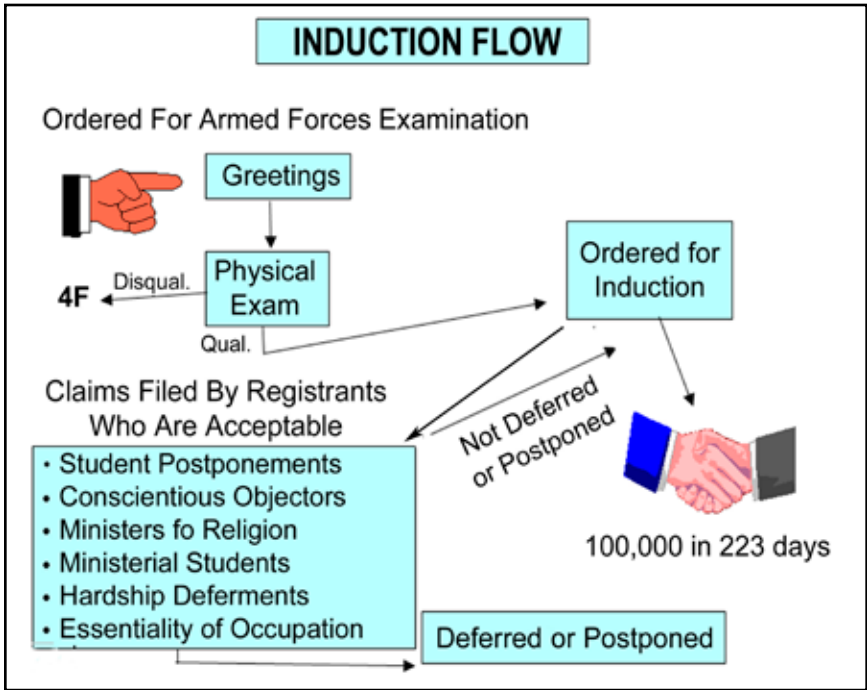 INDUCTION FLOW
Ordered For Armed Forces Examination
Greetings
Physical
Exam
Disqual.
4F
Qual.
Ordered for
Induction
Claims Filed By Registrants
Who Are Acceptable
• Student Postponements
• Conscientious Objectors
• Ministers fo Religion
• Ministerial Students
• Hardship Deferments
• Essentiality of Occupation
Not Deferred
or Postponed
100,000 in 223 days
Deferred or Postponed